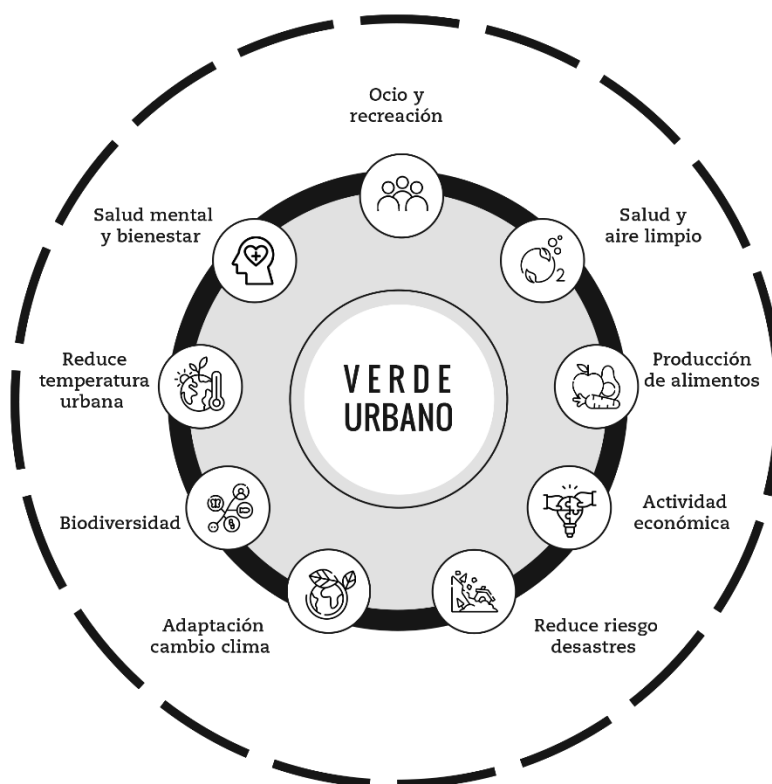 Ocio y
recreación
Salud y
aire limpio
2
Producción
de alimentos
Actividad
económica
Reduce riesgo
desastres
Adaptación
cambio clima
Biodiversidad
Reduce
temperatura
urbana
Salud mental
y bienestar
VERDE
URBANO